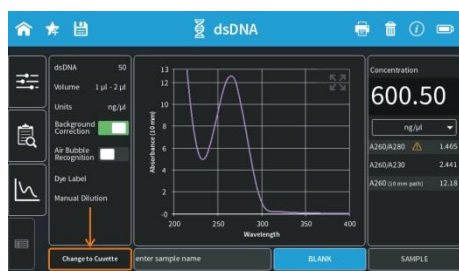 dsDNA
dsDNA 50
Volume 1 µl - 2 µl
Units ng/µl
Background
Correction
Air Bubble
Recognition
Dye Label
Manual Dilution
Change to Cuvette
Absorbance (10 mm)
13
12
10
8
6
4
2
-0
200 250 300 350 400
Wavelength
enter sample name
BLANK
Concentration
600.50
ng/µl
A260/A280 1.465
A260/A230 2.441
A260 (10 mm path) 12.18
SAMPLE